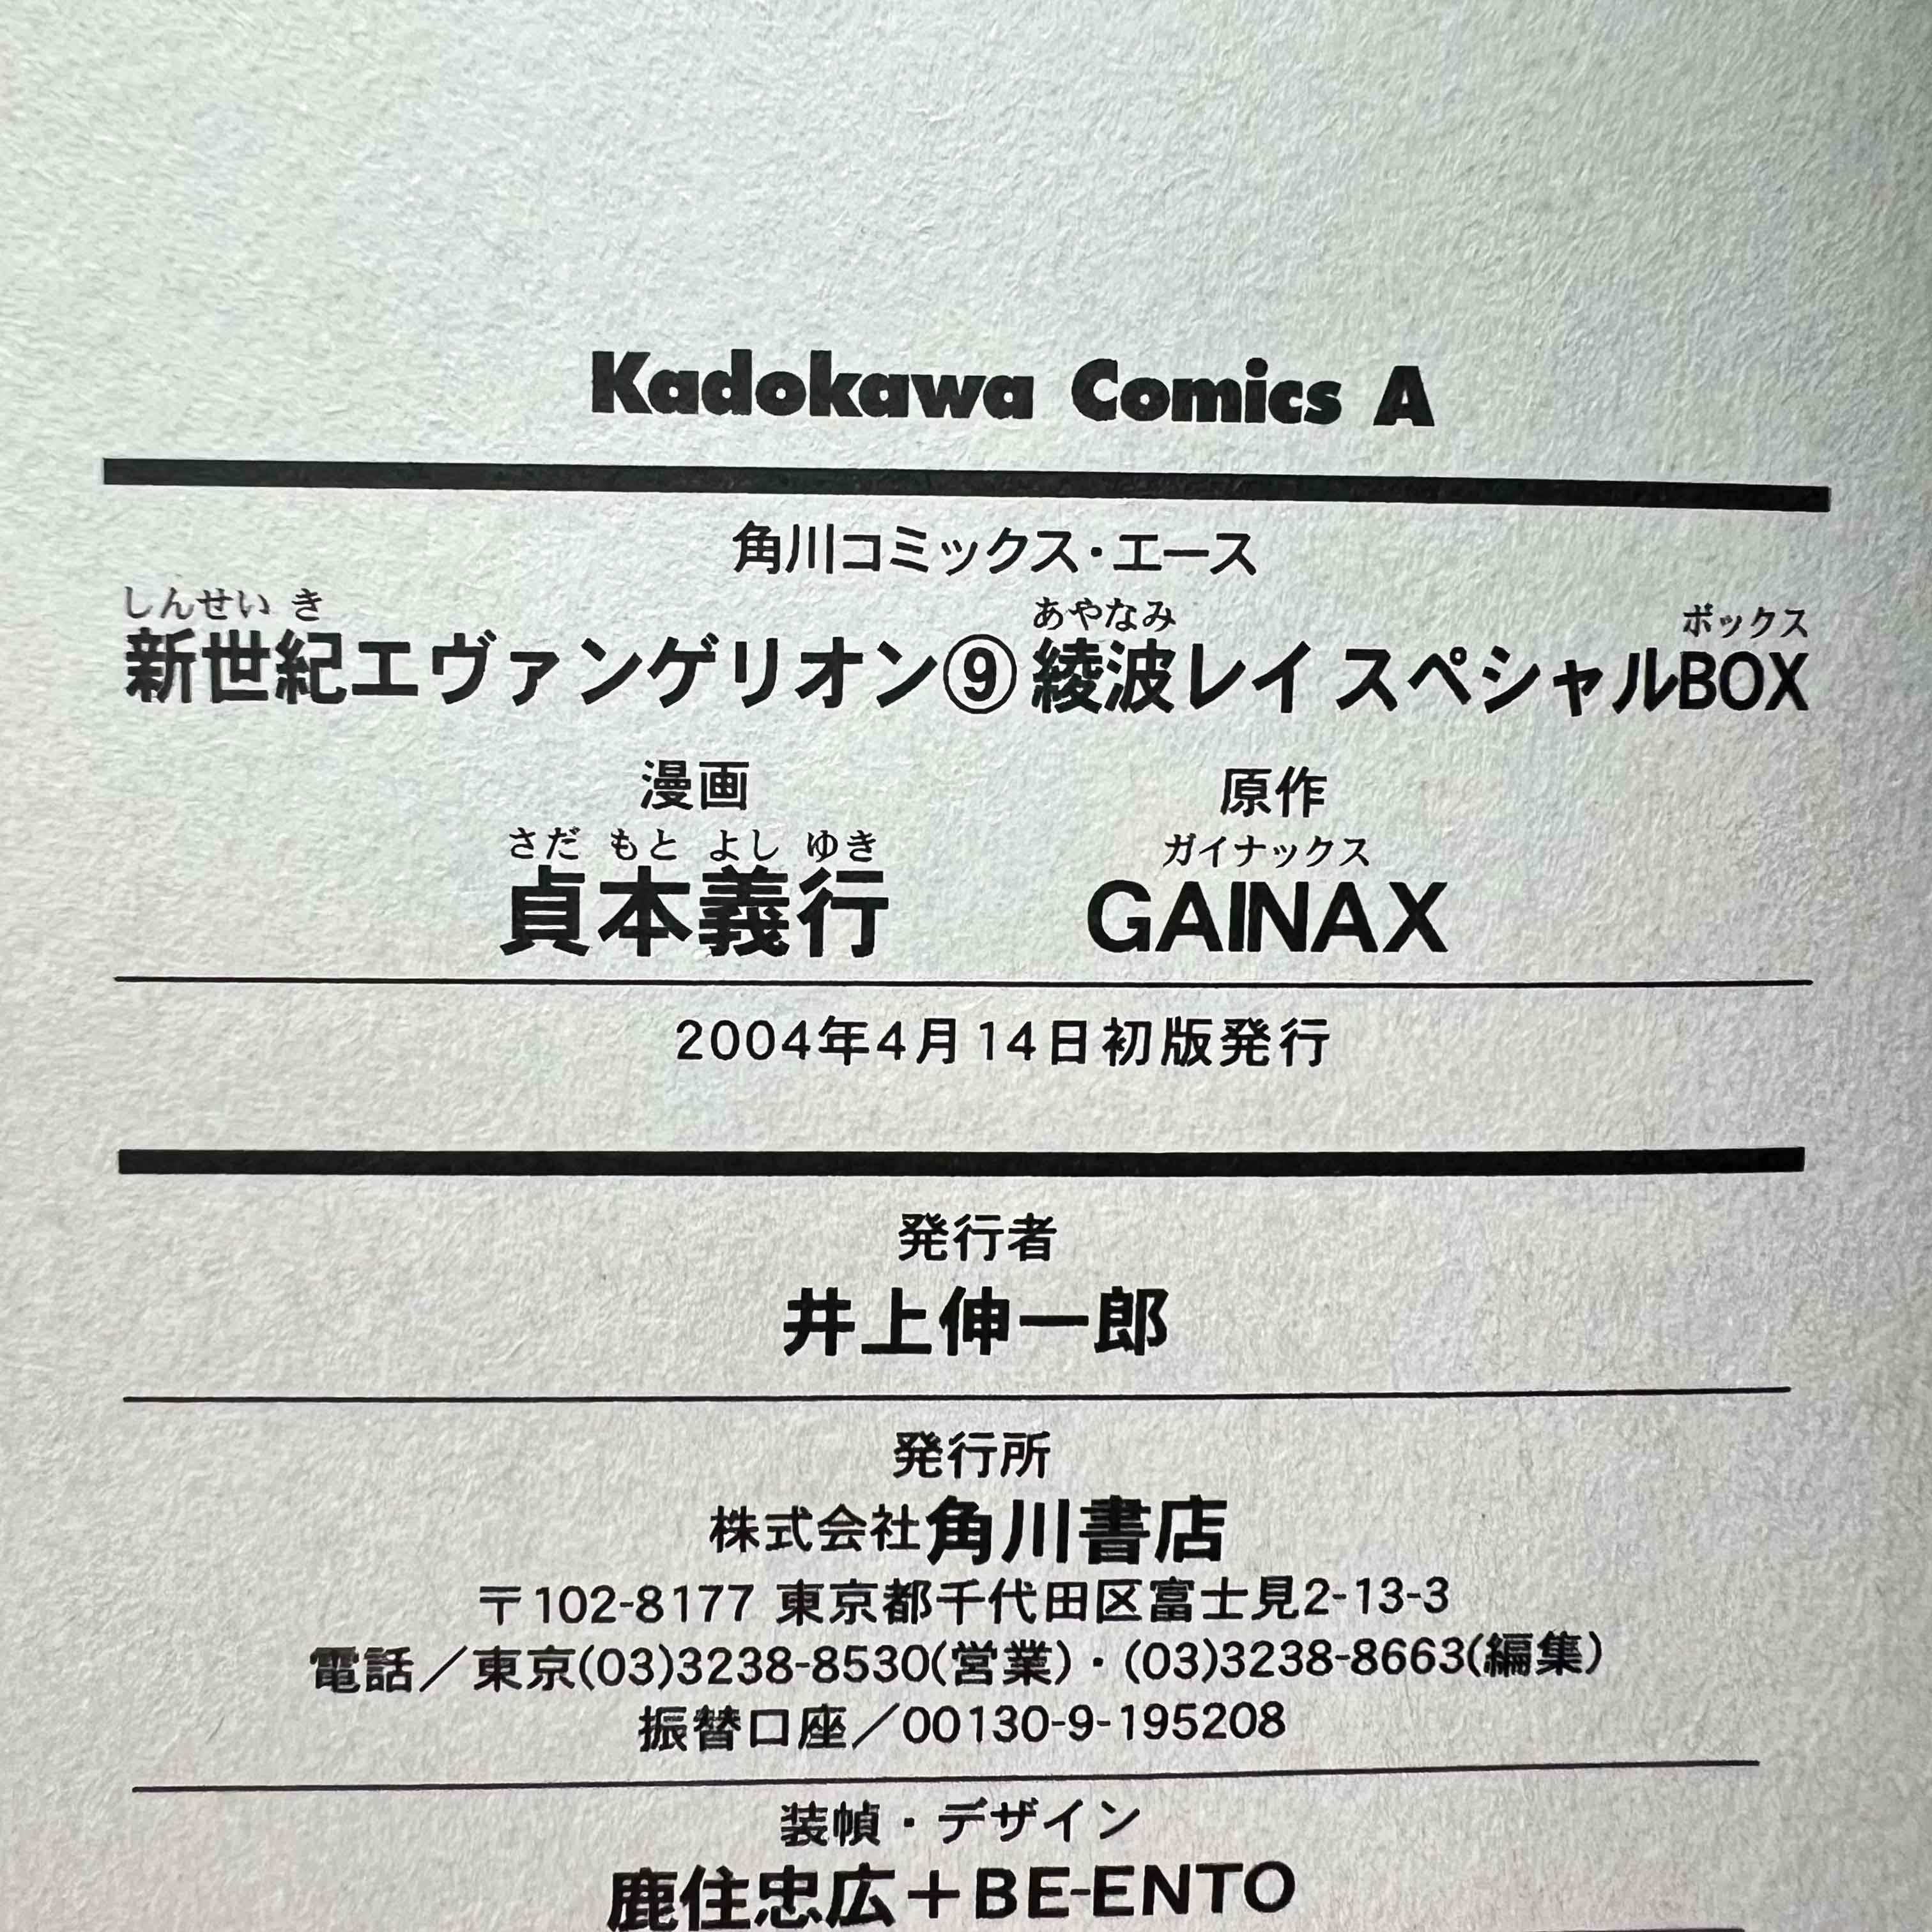 Kadokawa Comics A
角川コミックス・エース
しんせいき あやなみ ボックス
新世紀エヴァンゲリオン⑨ 綾波レイ スペシャルBOX
漫画 原作
さだ もと よし ゆき ガイナックス
貞本義行 GAINAX
2004年4月14日初版発行
発行者
井上伸一郎
発行所
株式会社角川書店
〒102-8177 東京都千代田区富士見2-13-3
電話／東京(03)3238-8530(営業)・(03)3238-8663(編集)
振替口座／00130-9-195208
装幀・デザイン
鹿住忠広＋BE-ENTO